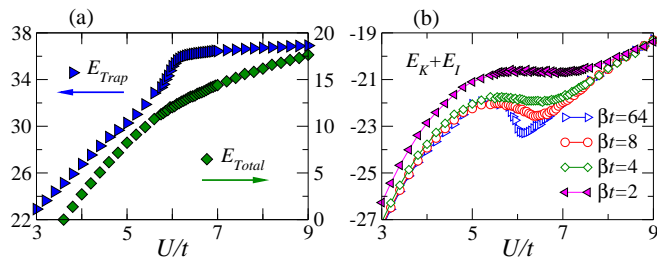 (a)
(b)
38
34
30
26
22
20
15
10
5
0
E_Trap
E_Total
3
5
7
9
U/t
-19
-21
-23
-25
-27
E_K+E_I
βt=64
βt=8
βt=4
βt=2
3
5
7
9
U/t